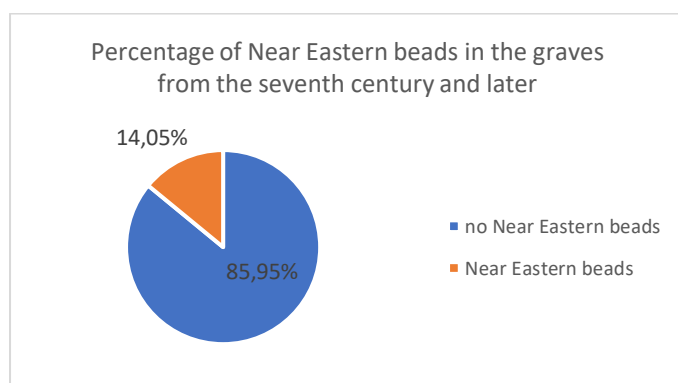 Percentage of Near Eastern beads in the graves
from the seventh century and later
14,05%
85,95%
no Near Eastern beads
Near Eastern beads